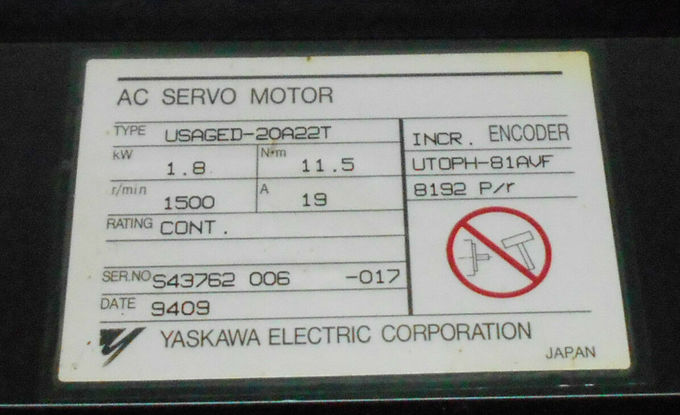 AC SERVO MOTOR
TYPE USAGED-20A22T
kW 1.8 N·m 11.5
r/min 1500 A 19
RATING CONT.
SER.NO S43762 006 -017
DATE 9409
INCR. ENCODER
UTOPH-81AVF
8192 P/r
YASKAWA ELECTRIC CORPORATION
JAPAN